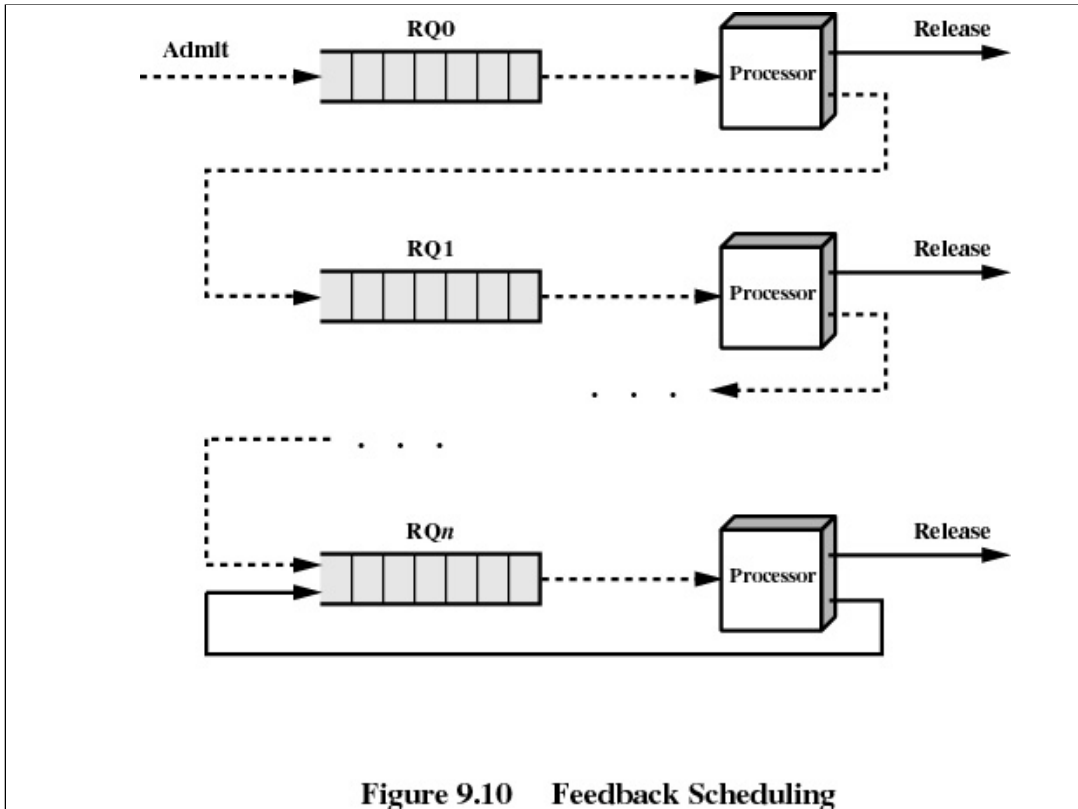 Admit
RQ0
Processor
Release
RQ1
Processor
Release
. . .
. . .
RQn
Processor
Release
Figure 9.10 Feedback Scheduling